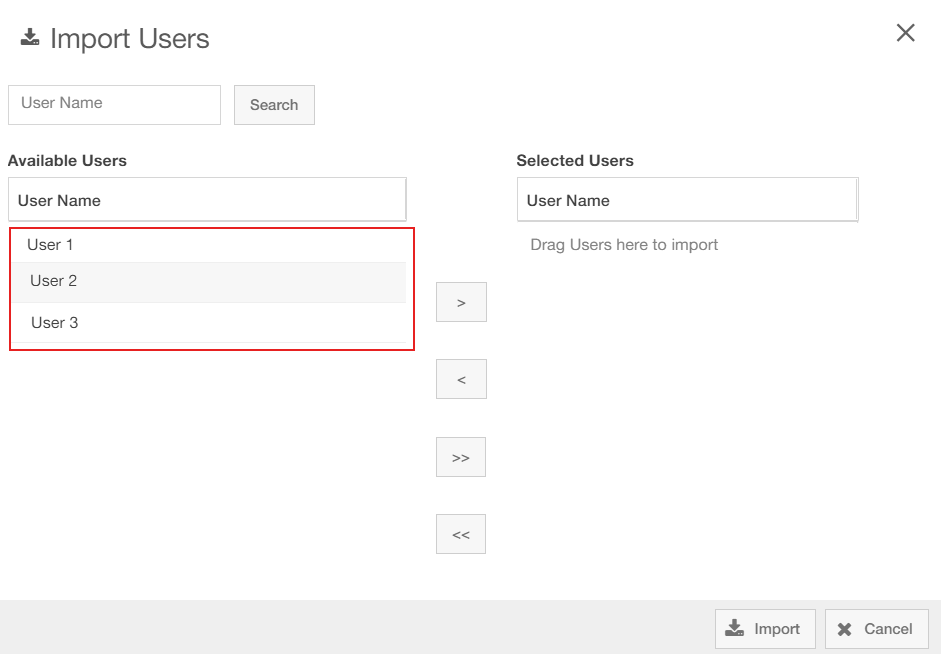 Import Users
User Name
Search
Available Users
Selected Users
User Name
User Name
User 1
Drag Users here to import
User 2
User 3
>
<
>>
<<
Import
Cancel